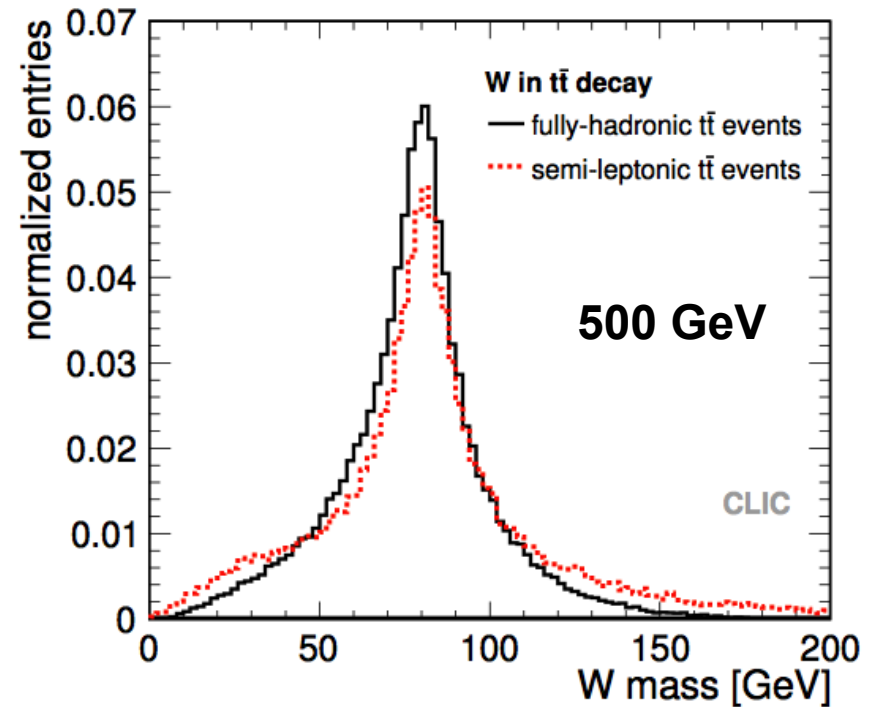 normalized entries
0.07
0.06
0.05
0.04
0.03
0.02
0.01
0
W in tt̄ decay
fully-hadronic tt̄ events
semi-leptonic tt̄ events
500 GeV
CLIC
0 50 100 150 200
W mass [GeV]